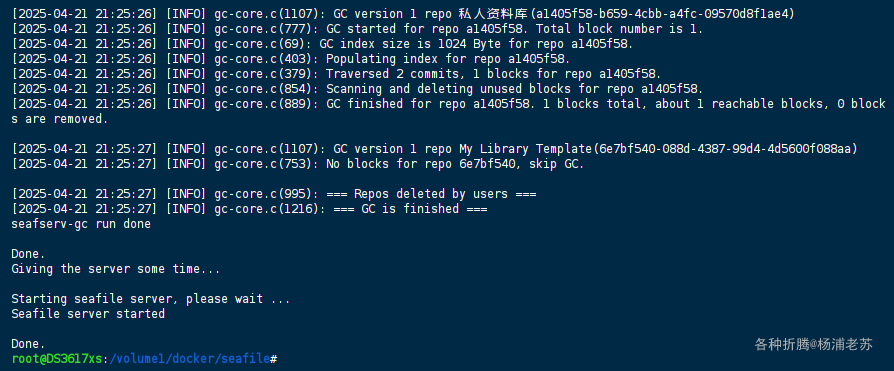 [2025-04-21 21:25:26] [INFO] gc-core.c(1107): GC version 1 repo 私人资料库(a1405f58-b659-4cbb-a4fc-09570d8f1ae4)
[2025-04-21 21:25:26] [INFO] gc-core.c(777): GC started for repo a1405f58. Total block number is 1.
[2025-04-21 21:25:26] [INFO] gc-core.c(69): GC index size is 1024 Byte for repo a1405f58.
[2025-04-21 21:25:26] [INFO] gc-core.c(403): Populating index for repo a1405f58.
[2025-04-21 21:25:26] [INFO] gc-core.c(379): Traversed 2 commits, 1 blocks for repo a1405f58.
[2025-04-21 21:25:26] [INFO] gc-core.c(854): Scanning and deleting unused blocks for repo a1405f58.
[2025-04-21 21:25:26] [INFO] gc-core.c(889): GC finished for repo a1405f58. 1 blocks total, about 1 reachable blocks, 0 block
s are removed.
[2025-04-21 21:25:27] [INFO] gc-core.c(1107): GC version 1 repo My Library Template(6e7bf540-088d-4387-99d4-4d5600f088aa)
[2025-04-21 21:25:27] [INFO] gc-core.c(753): No blocks for repo 6e7bf540, skip GC.
[2025-04-21 21:25:27] [INFO] gc-core.c(995): === Repos deleted by users ===
[2025-04-21 21:25:27] [INFO] gc-core.c(1216): === GC is finished ===
seafserv-gc run done
Done.
Giving the server some time...
Starting seafile server, please wait ...
Seafile server started
Done.
各种折腾@杨浦老苏
root@DS3617xs:/volume1/docker/seafile#